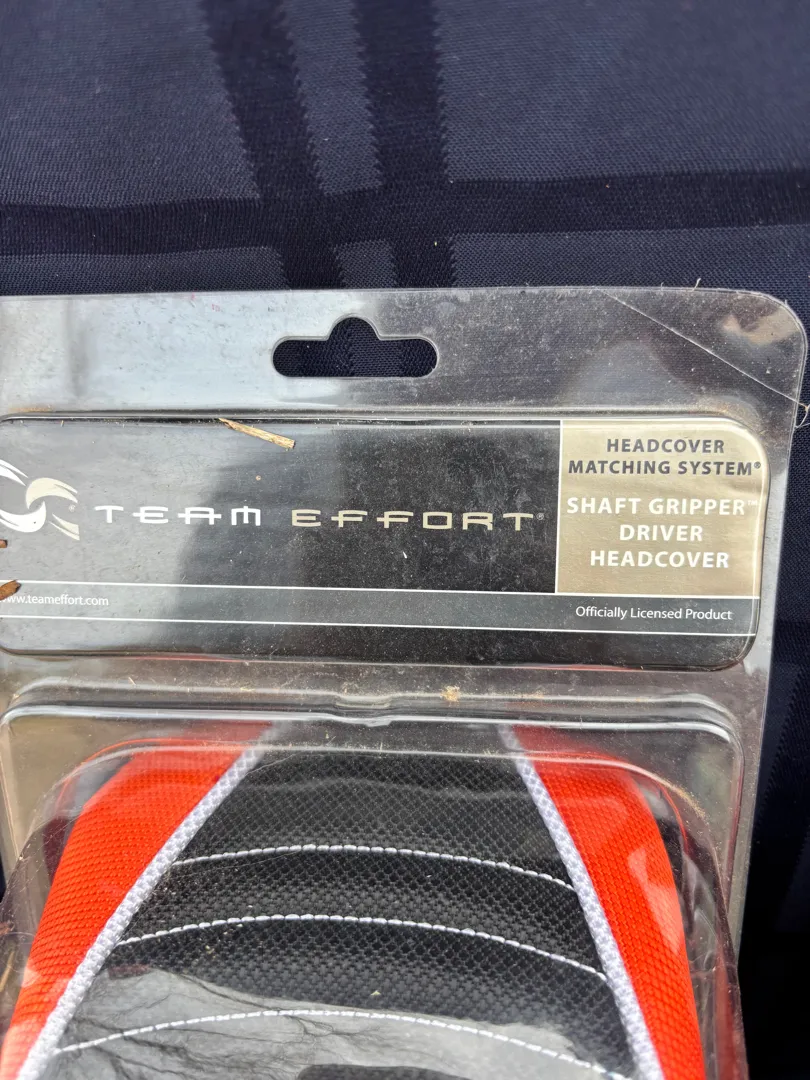 HEADCOVER
MATCHING SYSTEM®
TEAM EFFORT®
SHAFT GRIPPER™
DRIVER
HEADCOVER
www.teameffort.com
Officially Licensed Product